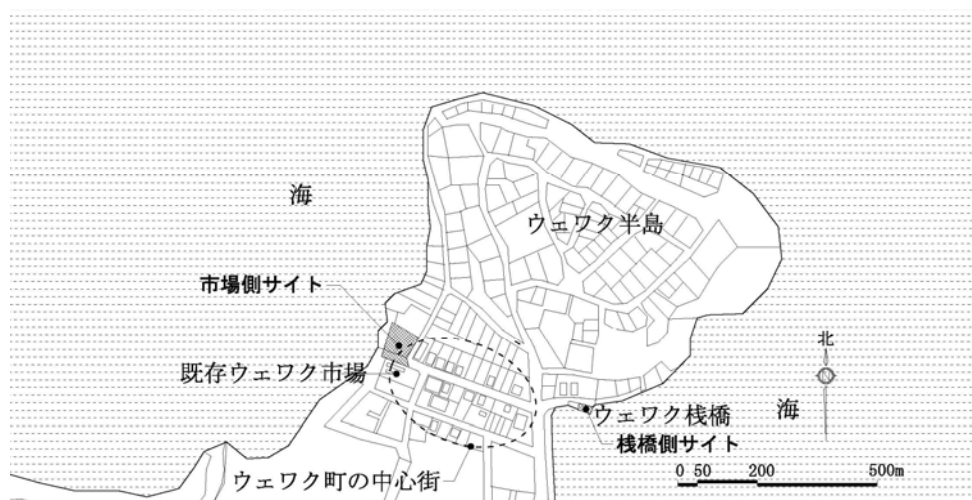 海
ウェワク半島
市場側サイト
北
N
既存ウェワク市場
ウェワク桟橋
海
桟橋側サイト
ウェワク町の中心街
0 50 200 500m